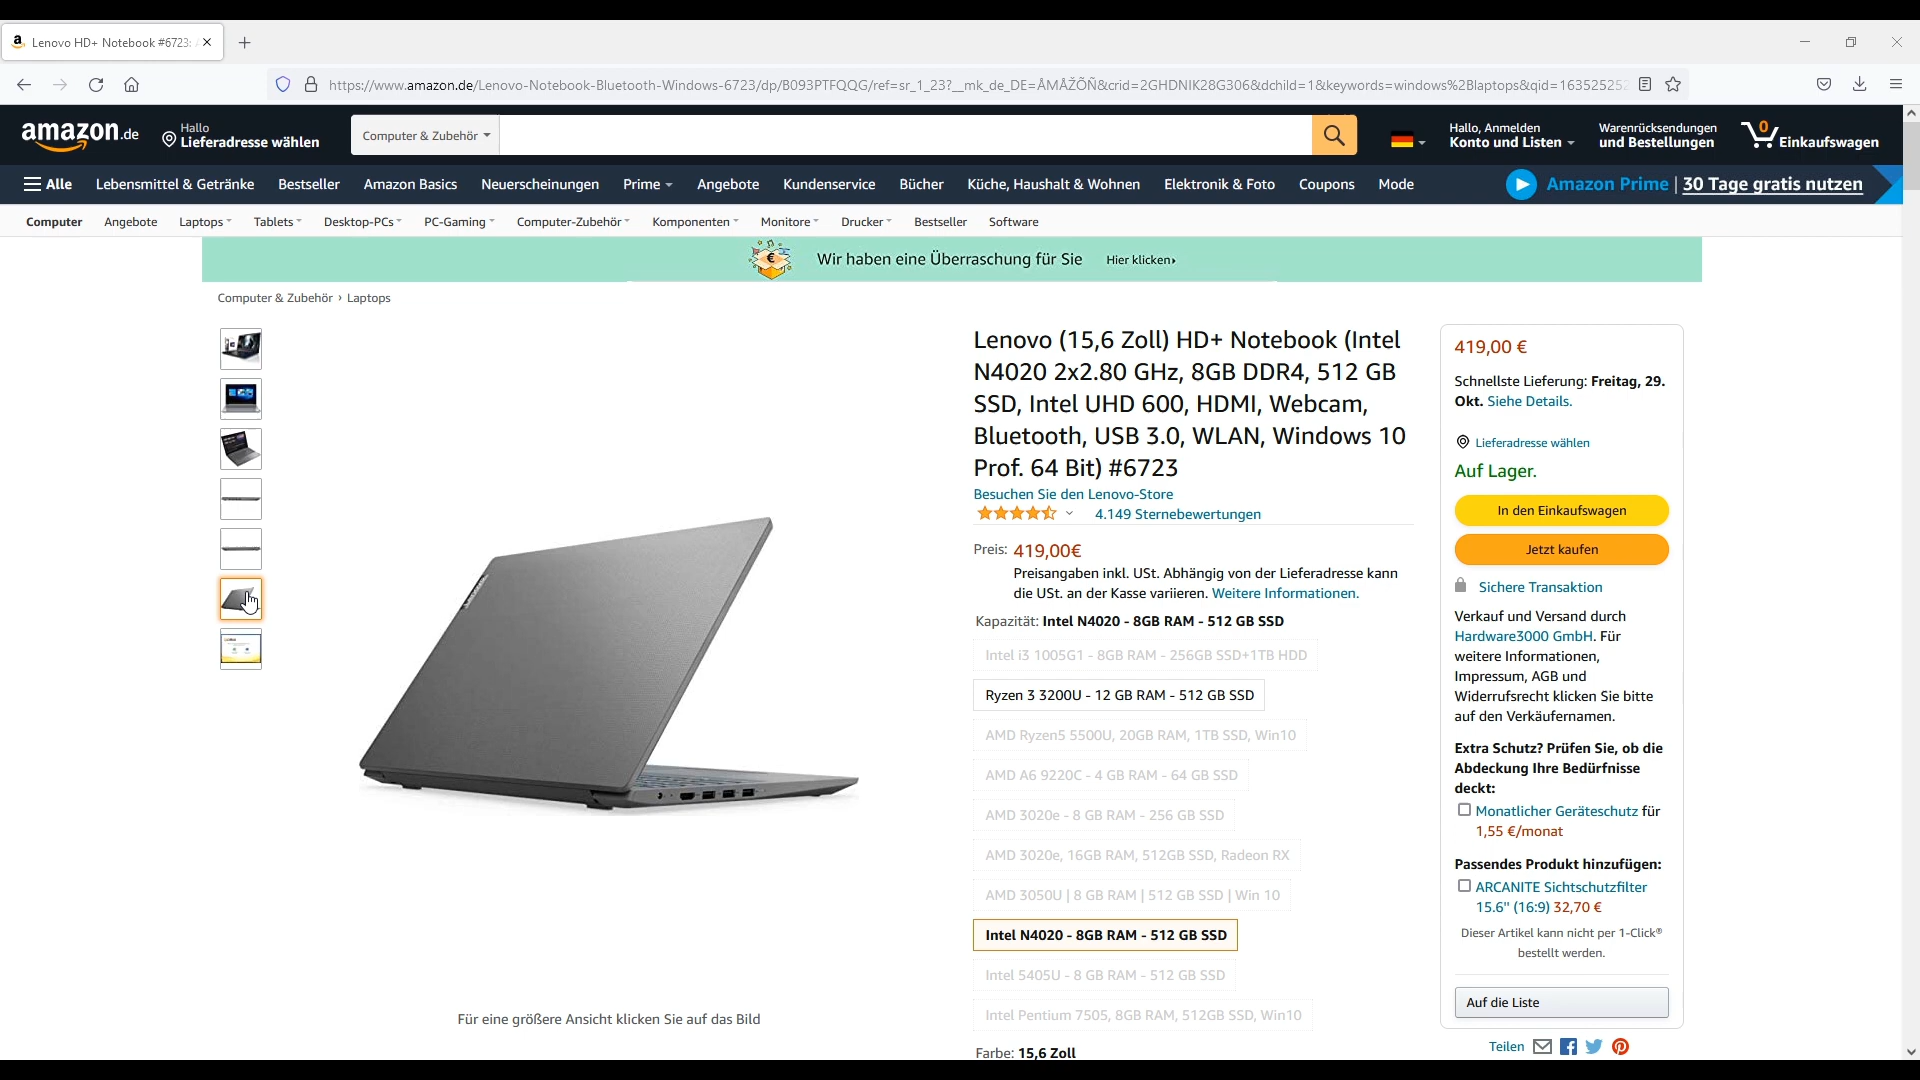 Lenovo HD+ Notebook #6723:
https://www.amazon.de/Lenovo-Notebook-Bluetooth-Windows-6723/dp/B093PTFQQG/ref=sr_1_23?__mk_de_DE=ÅMÅŽÕÑ&crid=2GHDNIK28G306&dchild=1&keywords=windows%2Blaptops&qid=163525252
amazon.de
Hallo
Lieferadresse wählen
Computer & Zubehör
Hallo, Anmelden
Konto und Listen
Warenrücksendungen
und Bestellungen
0
Einkaufswagen
Alle Lebensmittel & Getränke Bestseller Amazon Basics Neuerscheinungen Prime Angebote Kundenservice Bücher Küche, Haushalt & Wohnen Elektronik & Foto Coupons Mode Amazon Prime | 30 Tage gratis nutzen
Computer Angebote Laptops Tablets Desktop-PCs PC-Gaming Computer-Zubehör Komponenten Monitore Drucker Bestseller Software
Wir haben eine Überraschung für Sie Hier klicken
Computer & Zubehör › Laptops
Lenovo
Für eine größere Ansicht klicken Sie auf das Bild
Lenovo (15,6 Zoll) HD+ Notebook (Intel
N4020 2x2.80 GHz, 8GB DDR4, 512 GB
SSD, Intel UHD 600, HDMI, Webcam,
Bluetooth, USB 3.0, WLAN, Windows 10
Prof. 64 Bit) #6723
Besuchen Sie den Lenovo-Store
4.149 Sternebewertungen
Preis: 419,00€
Preisangaben inkl. USt. Abhängig von der Lieferadresse kann
die USt. an der Kasse variieren. Weitere Informationen.
Kapazität: Intel N4020 - 8GB RAM - 512 GB SSD
Intel i3 1005G1 - 8GB RAM - 256GB SSD+1TB HDD
Ryzen 3 3200U - 12 GB RAM - 512 GB SSD
AMD Ryzen5 5500U, 20GB RAM, 1TB SSD, Win10
AMD A6 9220C - 4 GB RAM - 64 GB SSD
AMD 3020e - 8 GB RAM - 256 GB SSD
AMD 3020e, 16GB RAM, 512GB SSD, Radeon RX
AMD 3050U | 8 GB RAM | 512 GB SSD | Win 10
Intel N4020 - 8GB RAM - 512 GB SSD
Intel 5405U - 8 GB RAM - 512 GB SSD
Intel Pentium 7505, 8GB RAM, 512GB SSD, Win10
Farbe: 15,6 Zoll
419,00 €
Schnellste Lieferung: Freitag, 29.
Okt. Siehe Details.
Lieferadresse wählen
Auf Lager.
In den Einkaufswagen
Jetzt kaufen
Sichere Transaktion
Verkauf und Versand durch
Hardware3000 GmbH. Für
weitere Informationen,
Impressum, AGB und
Widerrufsrecht klicken Sie bitte
auf den Verkäufernamen.
Extra Schutz? Prüfen Sie, ob die
Abdeckung Ihre Bedürfnisse
deckt:
Monatlicher Geräteschutz für
1,55 €/monat
Passendes Produkt hinzufügen:
ARCANITE Sichtschutzfilter
15.6" (16:9) 32,70 €
Dieser Artikel kann nicht per 1-Click®
bestellt werden.
Auf die Liste
Teilen